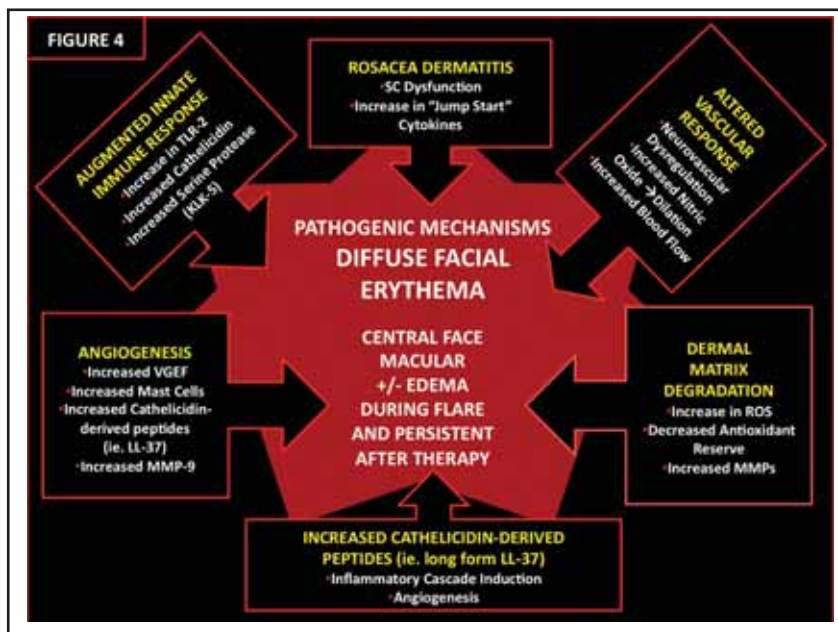 FIGURE 4
ROSACEA DERMATITIS
•SC Dysfunction
•Increase in "Jump Start"
Cytokines
AUGMENTED INNATE
IMMUNE RESPONSE
•Increase in TLR-2
•Increased Cathelicidin
•Increased Serine Protease
(KLK-5)
ALTERED
VASCULAR
RESPONSE
•Neurovascular
Dysregulation
•Increased Nitric
Oxide →Dilation
•Increased Blood Flow
PATHOGENIC MECHANISMS
DIFFUSE FACIAL
ERYTHEMA
CENTRAL FACE
MACULAR
+/- EDEMA
DURING FLARE
AND PERSISTENT
AFTER THERAPY
ANGIOGENESIS
•Increased VGEF
•Increased Mast Cells
•Increased Cathelicidin-
derived peptides
(ie. LL-37)
•Increased MMP-9
DERMAL
MATRIX
DEGRADATION
•Increase in ROS
•Decreased Antioxidant
Reserve
•Increased MMPs
INCREASED CATHELICIDIN-DERIVED
PEPTIDES (ie. long form LL-37)
•Inflammatory Cascade Induction
•Angiogenesis